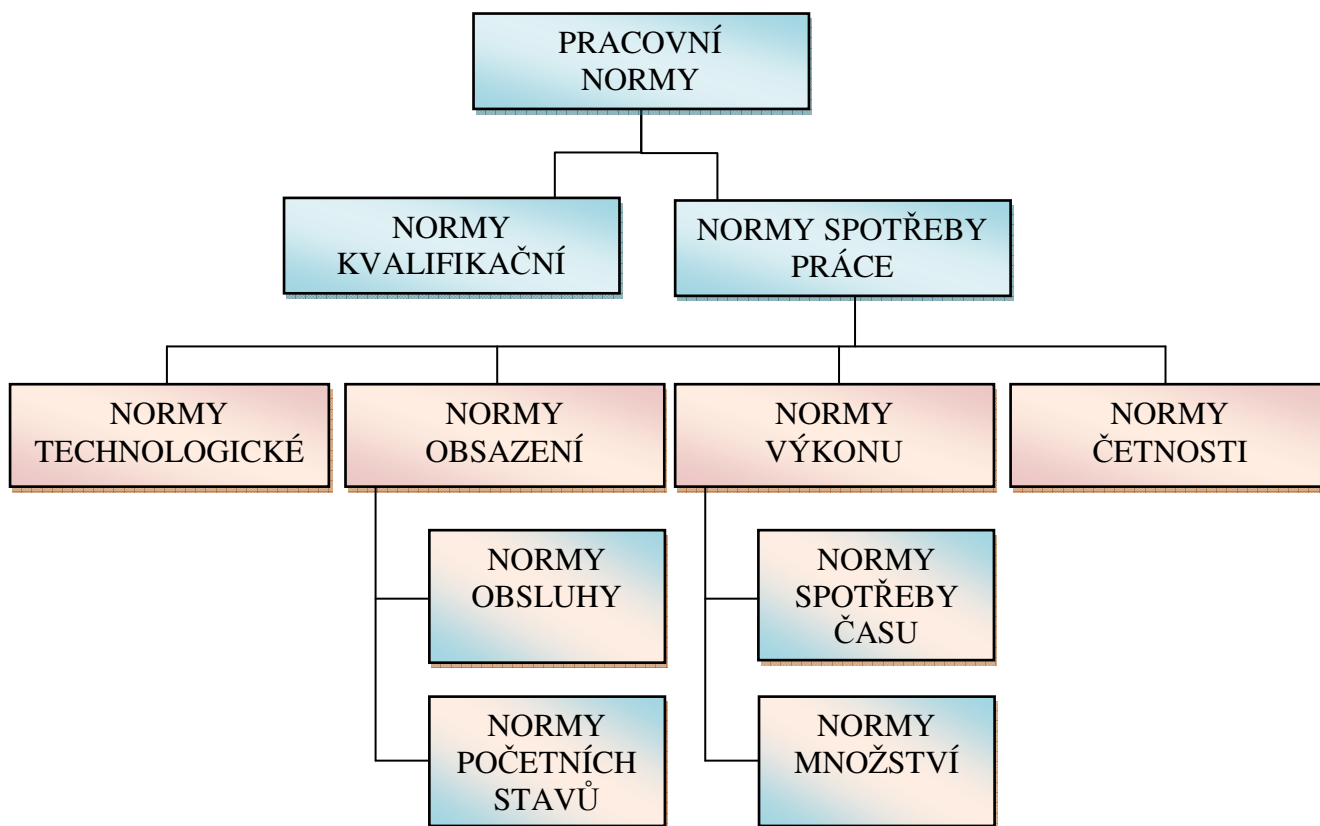 PRACOVNÍ
NORMY
NORMY
KVALIFIKAČNÍ
NORMY SPOTŘEBY
PRÁCE
NORMY
TECHNOLOGICKÉ
NORMY
OBSAZENÍ
NORMY
VÝKONU
NORMY
ČETNOSTI
NORMY
OBSLUHY
NORMY
SPOTŘEBY
ČASU
NORMY
POČETNÍCH
STAVŮ
NORMY
MNOŽSTVÍ